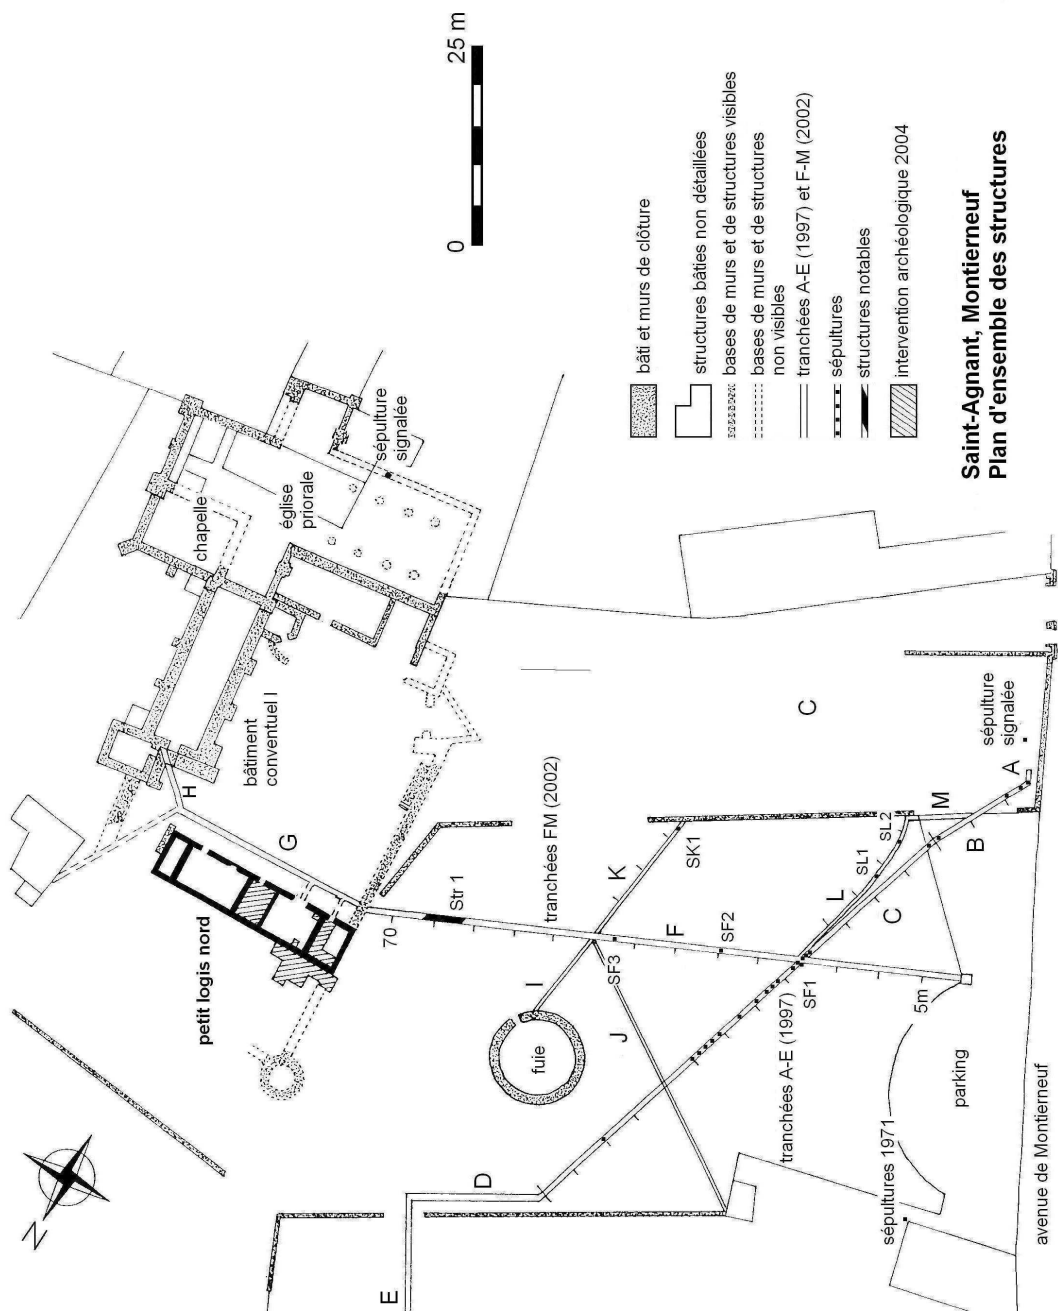 25 m
0
bâti et murs de clôture
structures bâties non détaillées
bases de murs et de structures visibles
bases de murs et de structures
non visibles
tranchées A-E (1997) et F-M (2002)
sépultures
structures notables
intervention archéologique 2004
Saint-Agnant, Montierneuf
Plan d'ensemble des structures
chapelle
église
priorale
sépulture
signalée
bâtiment
conventuel I
H
G
petit logis nord
N
70
Str 1
tranchées FM (2002)
K
SK1
F
SF2
SF3
I
J
fuie
D
E
L
SL1
SL2
M
B
A
C
C
sépulture
signalée
SF1
5m
tranchées A-E (1997)
parking
sépultures 1971
avenue de Montierneuf